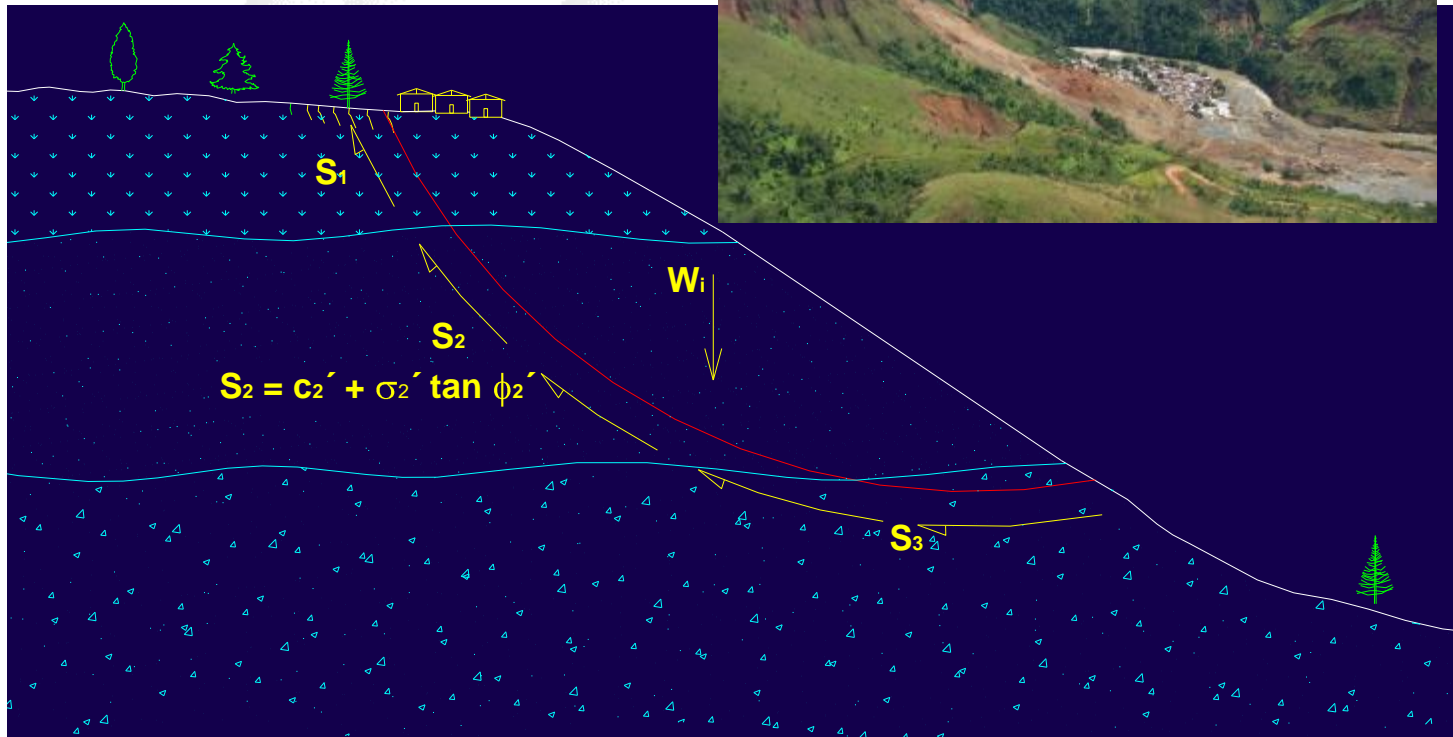 S₁
Wᵢ
S₂
S₂ = c₂´ + σ₂´ tan ϕ₂´
S₃